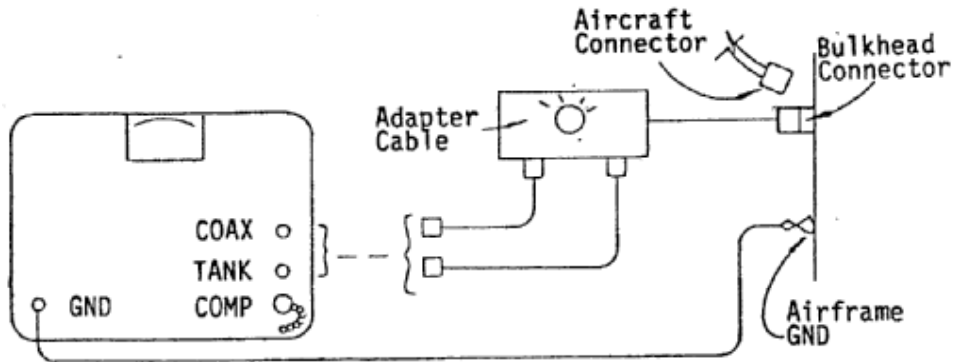 Aircraft
Connector
Bulkhead
Connector
Adapter
Cable
COAX
TANK
GND COMP
Airframe
GND